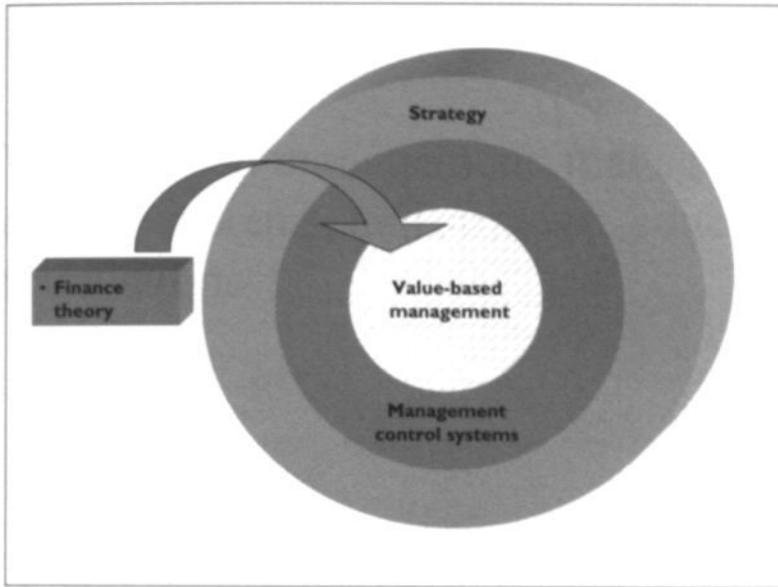 Strategy
• Finance
theory
Value-based
management
Management
control systems